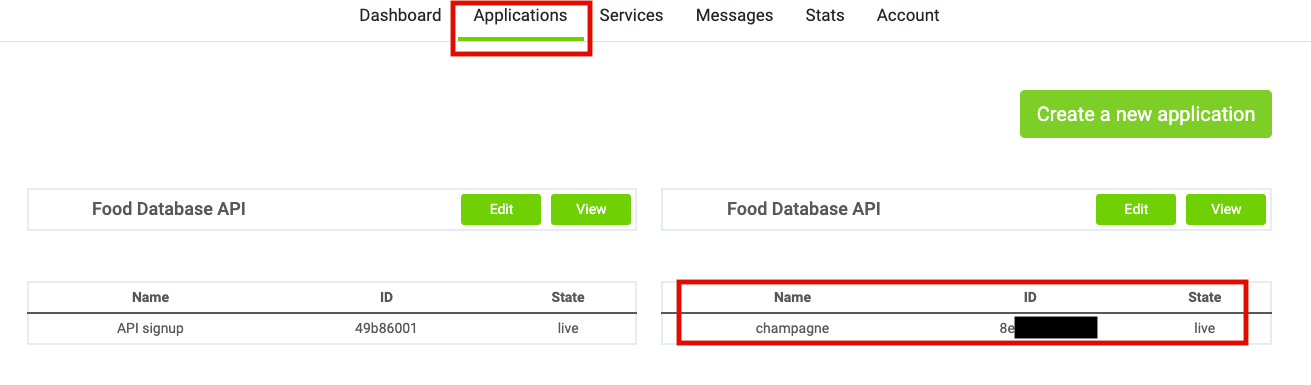 Dashboard Applications Services Messages Stats Account
Create a new application
Food Database API Edit View
Food Database API Edit View
Name ID State
API signup 49b86001 live
Name ID State
champagne 8e live